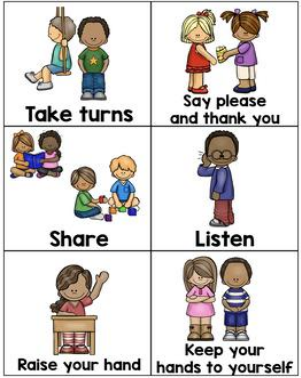 Take turns
Say please
and thank you
Share
Listen
Raise your hand
Keep your
hands to yourself